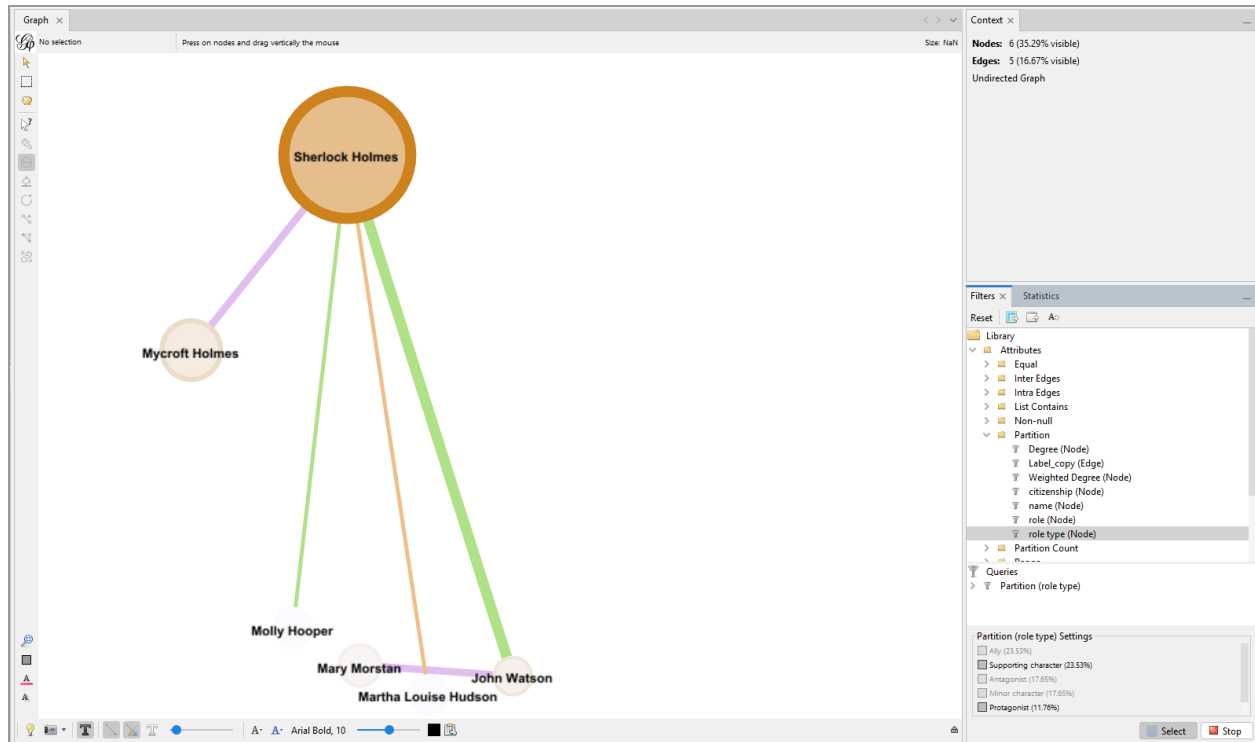 Graph
Context
No selection
Press on nodes and drag vertically the mouse
Size: NaN
Nodes: 6 (35.29% visible)
Edges: 5 (16.67% visible)
Undirected Graph
Sherlock Holmes
Mycroft Holmes
Molly Hooper
Mary Morstan
John Watson
Martha Louise Hudson
Filters
Statistics
Reset
Library
Attributes
Equal
Inter Edges
Intra Edges
List Contains
Non-null
Partition
Degree (Node)
Label_copy (Edge)
Weighted Degree (Node)
citizenship (Node)
name (Node)
role (Node)
role type (Node)
Partition Count
Queries
Partition (role type)
Partition (role type) Settings
Ally (23.53%)
Supporting character (23.53%)
Antagonist (17.65%)
Minor character (17.65%)
Protagonist (11.76%)
Select
Stop
Arial Bold, 10